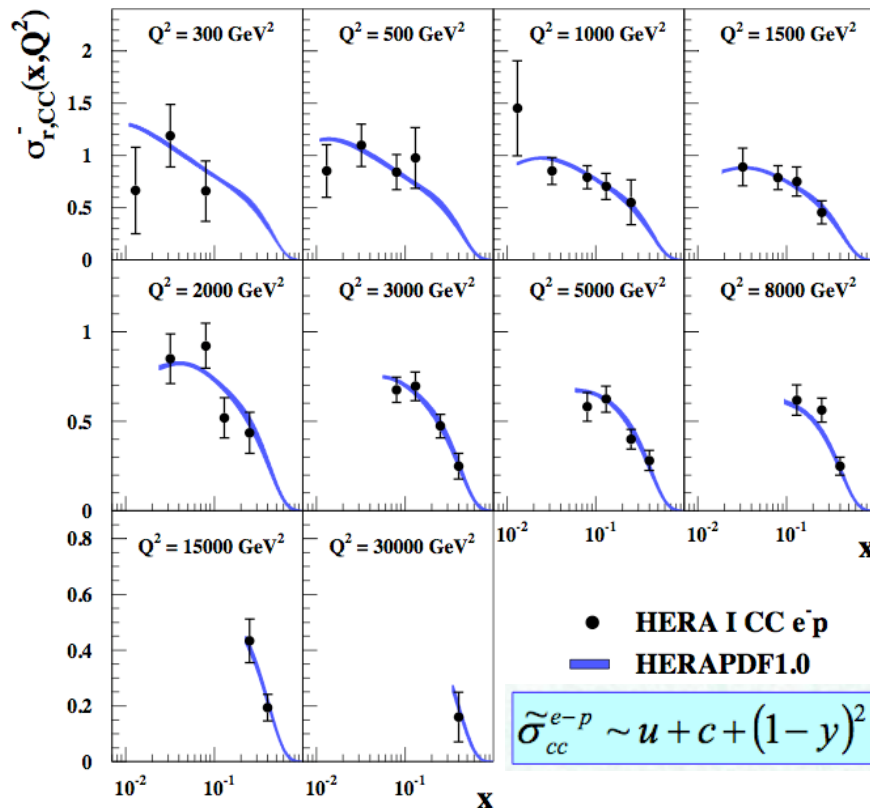 σ⁻r,CC(x,Q²)
Q² = 300 GeV²
Q² = 500 GeV²
Q² = 1000 GeV²
Q² = 1500 GeV²
2
1.5
1
0.5
0
Q² = 2000 GeV²
Q² = 3000 GeV²
Q² = 5000 GeV²
Q² = 8000 GeV²
1
0.5
0
Q² = 15000 GeV²
Q² = 30000 GeV²
10⁻² 10⁻¹ 10⁻² 10⁻¹ x
0.8
0.6
0.4
0.2
0
10⁻² 10⁻¹ 10⁻² 10⁻¹ x
HERA I CC e⁻p
HERAPDF1.0
σ̃cc^e−p ~ u + c + (1 − y)²